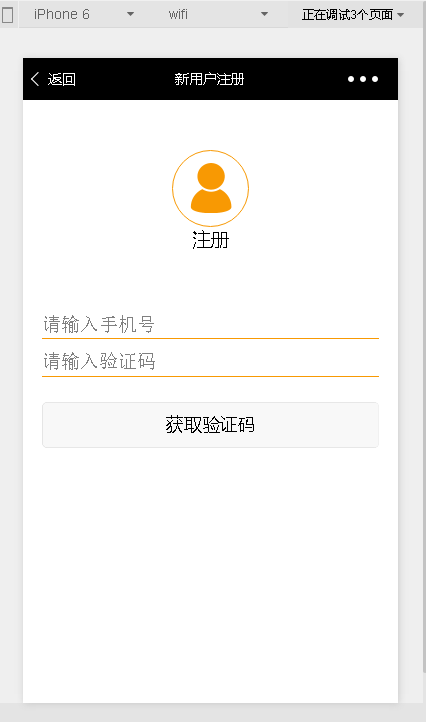 iPhone 6 wifi 正在调试3个页面
返回 新用户注册
注册
请输入手机号
请输入验证码
获取验证码